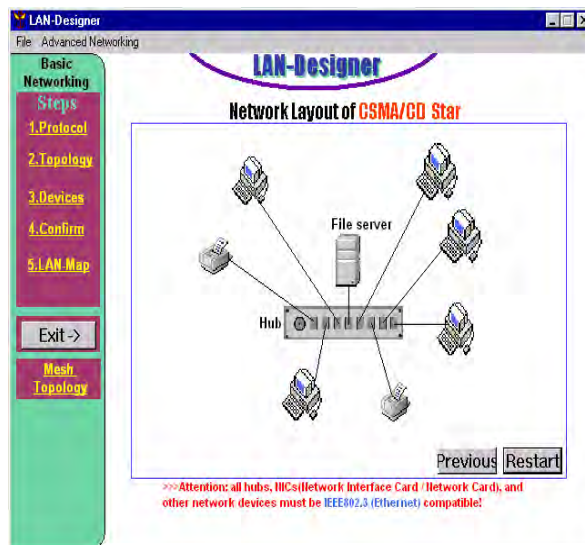 LAN-Designer
File Advanced Networking
Basic
Networking
Steps
1.Protocol
2.Topology
3.Devices
4.Confirm
5.LAN Map
Exit ->
Mesh
Topology
LAN-Designer
Network Layout of CSMA/CD Star
File server
Hub
Previous Restart
>>>Attention: all hubs, NICs(Network Interface Card / Network Card), and
other network devices must be IEEE802.3 (Ethernet) compatible!